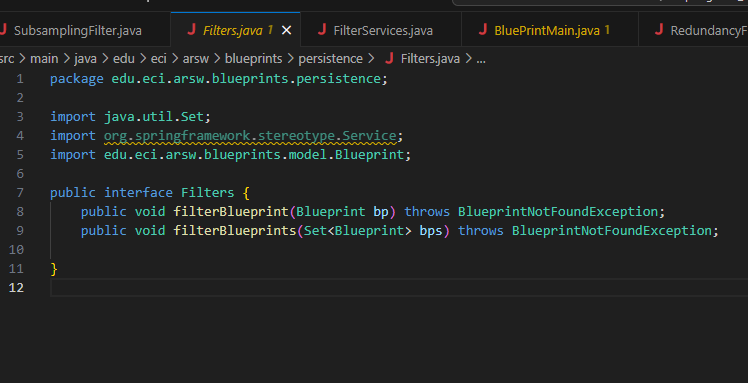 SubsamplingFilter.java
Filters.java 1
FilterServices.java
BluePrintMain.java 1
RedundancyF
src > main > java > edu > eci > arsw > blueprints > persistence > Filters.java > ...
1 package edu.eci.arsw.blueprints.persistence;
2
3 import java.util.Set;
4 import org.springframework.stereotype.Service;
5 import edu.eci.arsw.blueprints.model.Blueprint;
6
7 public interface Filters {
8 public void filterBlueprint(Blueprint bp) throws BlueprintNotFoundException;
9 public void filterBlueprints(Set<Blueprint> bps) throws BlueprintNotFoundException;
10
11 }
12